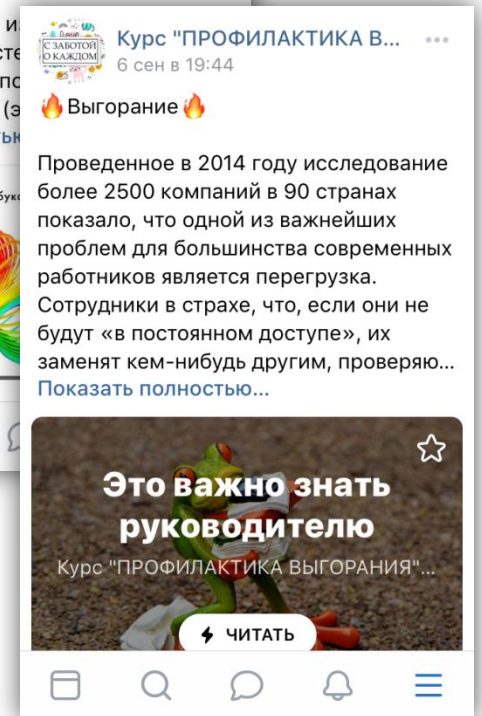 С ЗАБОТОЙ
О КАЖДОМ
Курс "ПРОФИЛАКТИКА В...
6 сен в 19:44
🔥Выгорание🔥
Проведенное в 2014 году исследование
более 2500 компаний в 90 странах
показало, что одной из важнейших
проблем для большинства современных
работников является перегрузка.
Сотрудники в страхе, что, если они не
будут «в постоянном доступе», их
заменят кем-нибудь другим, проверяю...
Показать полностью...
Это важно знать
руководителю
Курс "ПРОФИЛАКТИКА ВЫГОРАНИЯ"...
ЧИТАТЬ